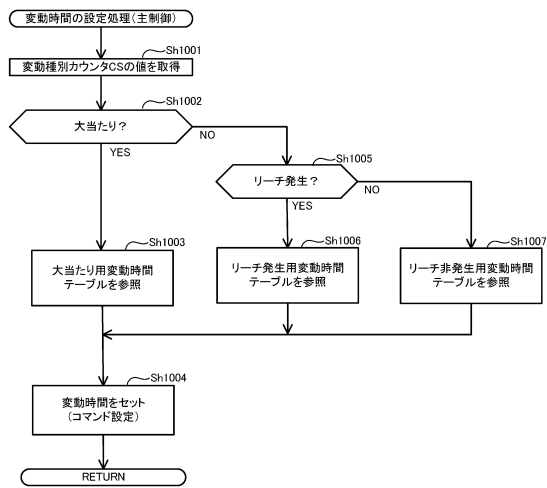 変動時間の設定処理(主制御)
Sh1001
変動種別カウンタCSの値を取得
Sh1002
大当たり?
NO
YES
Sh1005
リーチ発生?
NO
YES
Sh1003
大当たり用変動時間
テーブルを参照
Sh1006
リーチ発生用変動時間
テーブルを参照
Sh1007
リーチ非発生用変動時間
テーブルを参照
Sh1004
変動時間をセット
(コマンド設定)
RETURN